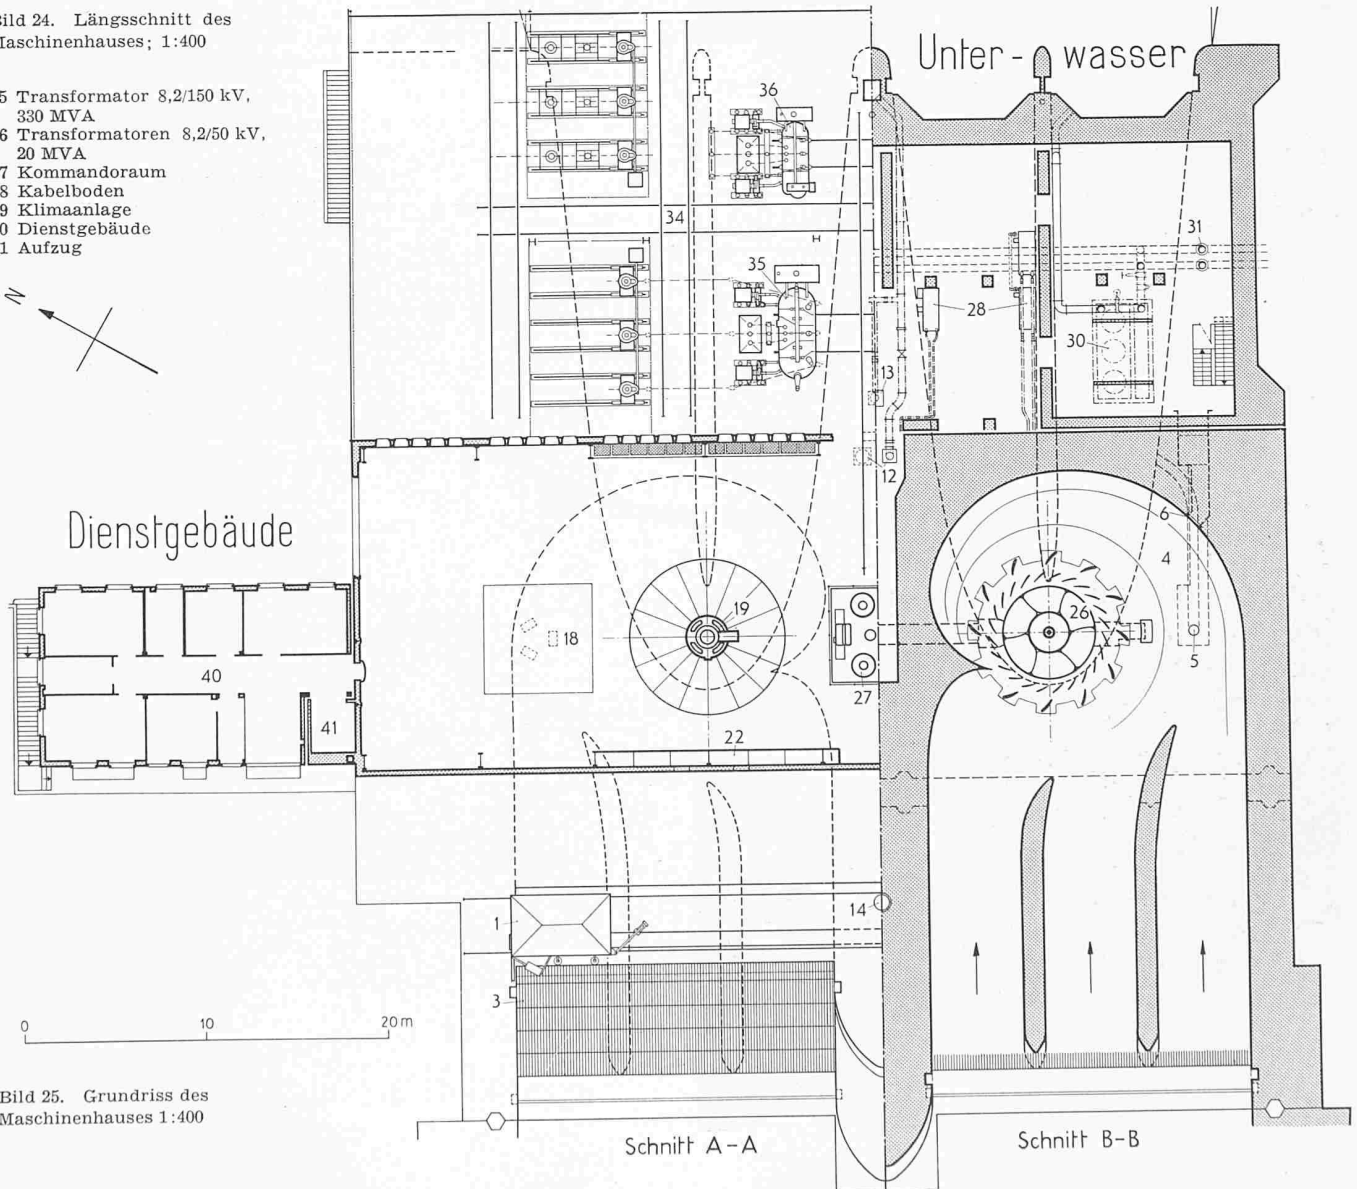 Bild 24. Längsschnitt des
Maschinenhauses; 1:400
5 Transformator 8,2/150 kV,
330 MVA
6 Transformatoren 8,2/50 kV,
20 MVA
7 Kommandoraum
8 Kabelboden
9 Klimaanlage
0 Dienstgebäude
1 Aufzug
N
Unter-wasser
36
34
35
31
28
30
13
12
Dienstgebäude
6
4
19
18
26
5
40
27
41
22
14
1
3
0 10 20 m
Bild 25. Grundriss des
Maschinenhauses 1:400
Schnitt A-A
Schnitt B-B